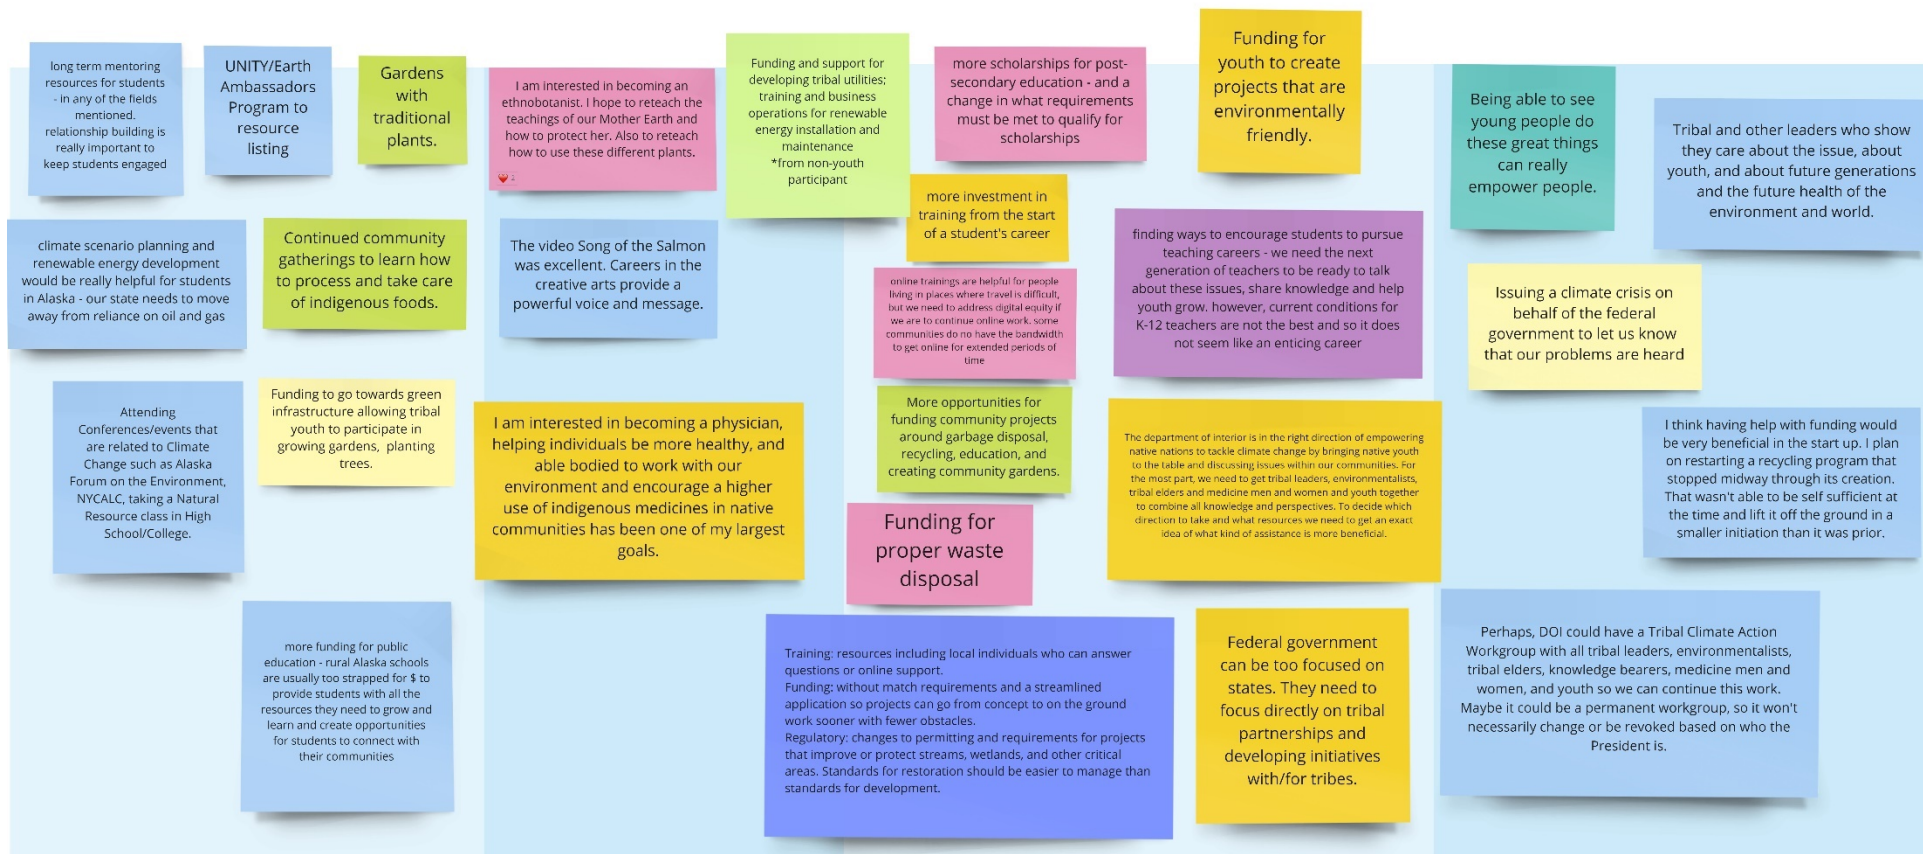 long term mentoring
resources for students
- in any of the fields
mentioned.
relationship building is
really important to
keep students engaged
UNITY/Earth
Ambassadors
Program to
resource
listing
Gardens
with
traditional
plants.
climate scenario planning and
renewable energy development
would be really helpful for students
in Alaska - our state needs to move
away from reliance on oil and gas
Continued community
gatherings to learn how
to process and take care
of indigenous foods.
Attending
Conferences/events that
are related to Climate
Change such as Alaska
Forum on the Environment,
NYCALC, taking a Natural
Resource class in High
School/College.
Funding to go towards green
infrastructure allowing tribal
youth to participate in
growing gardens, planting
trees.
more funding for public
education - rural Alaska schools
are usually too strapped for $ to
provide students with all the
resources they need to grow and
learn and create opportunities
for students to connect with
their communities
I am interested in becoming an
ethnobotanist. I hope to reteach the
teachings of our Mother Earth and
how to protect her. Also to reteach
how to use these different plants.
The video Song of the Salmon
was excellent. Careers in the
creative arts provide a
powerful voice and message.
I am interested in becoming a physician,
helping individuals be more healthy, and
able bodied to work with our
environment and encourage a higher
use of indigenous medicines in native
communities has been one of my largest
goals.
Funding and support for
developing tribal utilities;
training and business
operations for renewable
energy installation and
maintenance
*from non-youth
participant
more scholarships for post-
secondary education - and a
change in what requirements
must be met to qualify for
scholarships
more investment in
training from the start
of a student's career
online trainings are helpful for people
living in places where travel is difficult,
but we need to address digital equity if
we are to continue online work. some
communities do no have the bandwidth
to get online for extended periods of
time
More opportunities for
funding community projects
around garbage disposal,
recycling, education, and
creating community gardens.
Funding for
proper waste
disposal
Training: resources including local individuals who can answer
questions or online support.
Funding: without match requirements and a streamlined
application so projects can go from concept to on the ground
work sooner with fewer obstacles.
Regulatory: changes to permitting and requirements for projects
that improve or protect streams, wetlands, and other critical
areas. Standards for restoration should be easier to manage than
standards for development.
Funding for
youth to create
projects that are
environmentally
friendly.
finding ways to encourage students to pursue
teaching careers - we need the next
generation of teachers to be ready to talk
about these issues, share knowledge and help
youth grow. however, current conditions for
K-12 teachers are not the best and so it does
not seem like an enticing career
The department of interior is in the right direction of empowering
native nations to tackle climate change by bringing native youth
to the table and discussing issues within our communities. For
the most part, we need to get tribal leaders, environmentalists,
tribal elders and medicine men and women and youth together
to combine all knowledge and perspectives. To decide which
direction to take and what resources we need to get an exact
idea of what kind of assistance is more beneficial.
Federal government
can be too focused on
states. They need to
focus directly on tribal
partnerships and
developing initiatives
with/for tribes.
Being able to see
young people do
these great things
can really
empower people.
Tribal and other leaders who show
they care about the issue, about
youth, and about future generations
and the future health of the
environment and world.
Issuing a climate crisis on
behalf of the federal
government to let us know
that our problems are heard
I think having help with funding would
be very beneficial in the start up. I plan
on restarting a recycling program that
stopped midway through its creation.
That wasn't able to be self sufficient at
the time and lift it off the ground in a
smaller initiation than it was prior.
Perhaps, DOI could have a Tribal Climate Action
Workgroup with all tribal leaders, environmentalists,
tribal elders, knowledge bearers, medicine men and
women, and youth so we can continue this work.
Maybe it could be a permanent workgroup, so it won't
necessarily change or be revoked based on who the
President is.